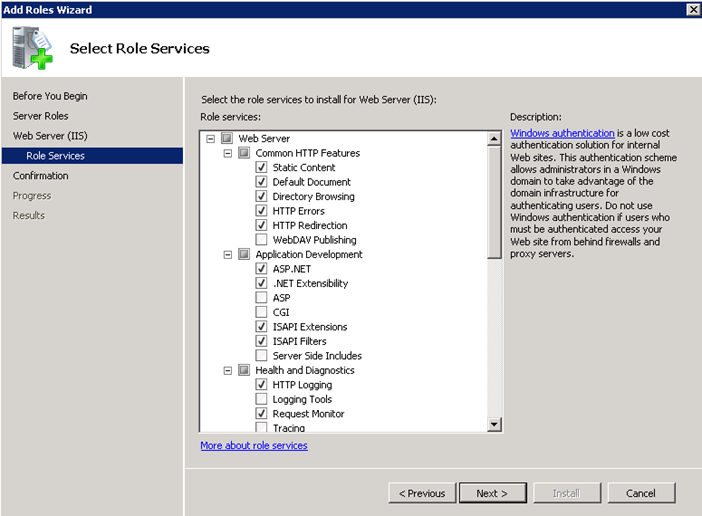 Add Roles Wizard
Select Role Services
Before You Begin
Server Roles
Web Server (IIS)
Role Services
Confirmation
Progress
Results
Select the role services to install for Web Server (IIS):
Role services:
Web Server
Common HTTP Features
Static Content
Default Document
Directory Browsing
HTTP Errors
HTTP Redirection
WebDAV Publishing
Application Development
ASP.NET
.NET Extensibility
ASP
CGI
ISAPI Extensions
ISAPI Filters
Server Side Includes
Health and Diagnostics
HTTP Logging
Logging Tools
Request Monitor
Tracing
More about role services
Description:
Windows authentication is a low cost
authentication solution for internal
Web sites. This authentication scheme
allows administrators in a Windows
domain to take advantage of the
domain infrastructure for
authenticating users. Do not use
Windows authentication if users who
must be authenticated access your
Web site from behind firewalls and
proxy servers.
< Previous
Next >
Install
Cancel